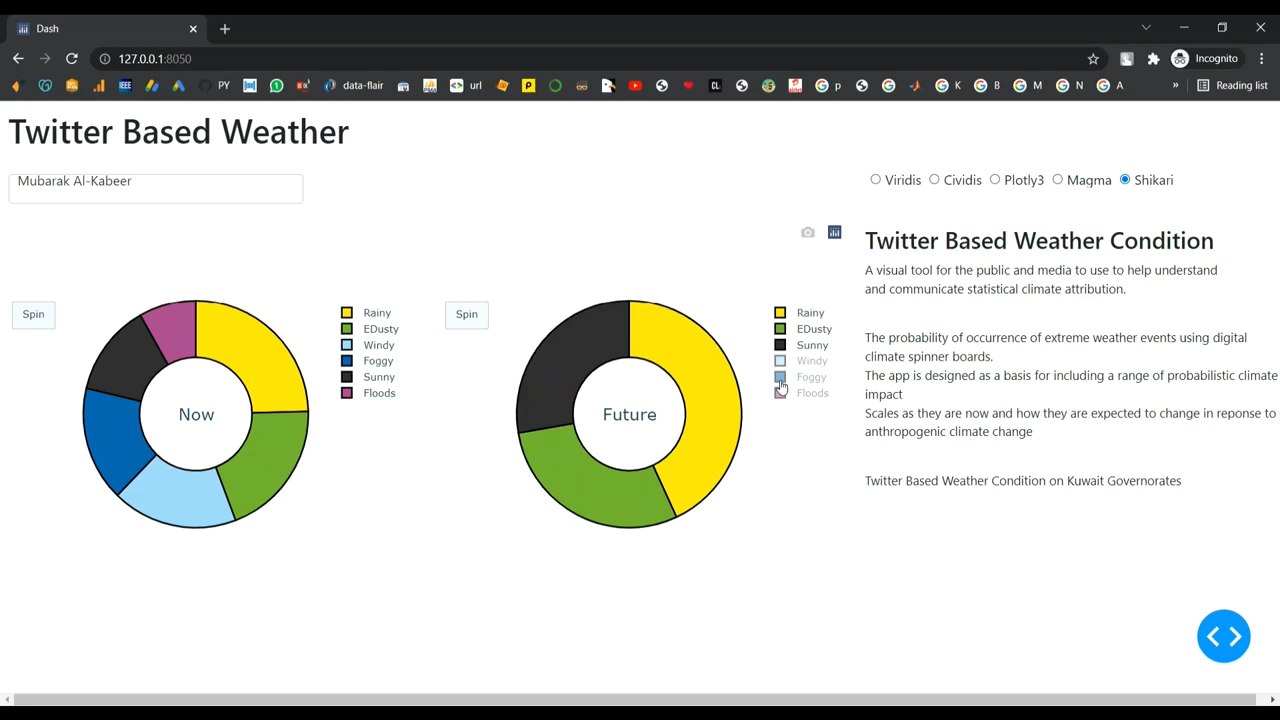 Dash
127.0.0.1:8050
Incognito
IEEE
PY
data-flair
url
CL
p
K
B
M
N
A
»
Reading list
Twitter Based Weather
Mubarak Al-Kabeer
Viridis Cividis Plotly3 Magma Shikari
Spin
Now
Rainy
EDusty
Windy
Foggy
Sunny
Floods
Spin
Future
Rainy
EDusty
Sunny
Windy
Foggy
Floods
Twitter Based Weather Condition
A visual tool for the public and media to use to help understand
and communicate statistical climate attribution.
The probability of occurrence of extreme weather events using digital
climate spinner boards.
The app is designed as a basis for including a range of probabilistic climate
impact
Scales as they are now and how they are expected to change in reponse to
anthropogenic climate change
Twitter Based Weather Condition on Kuwait Governorates